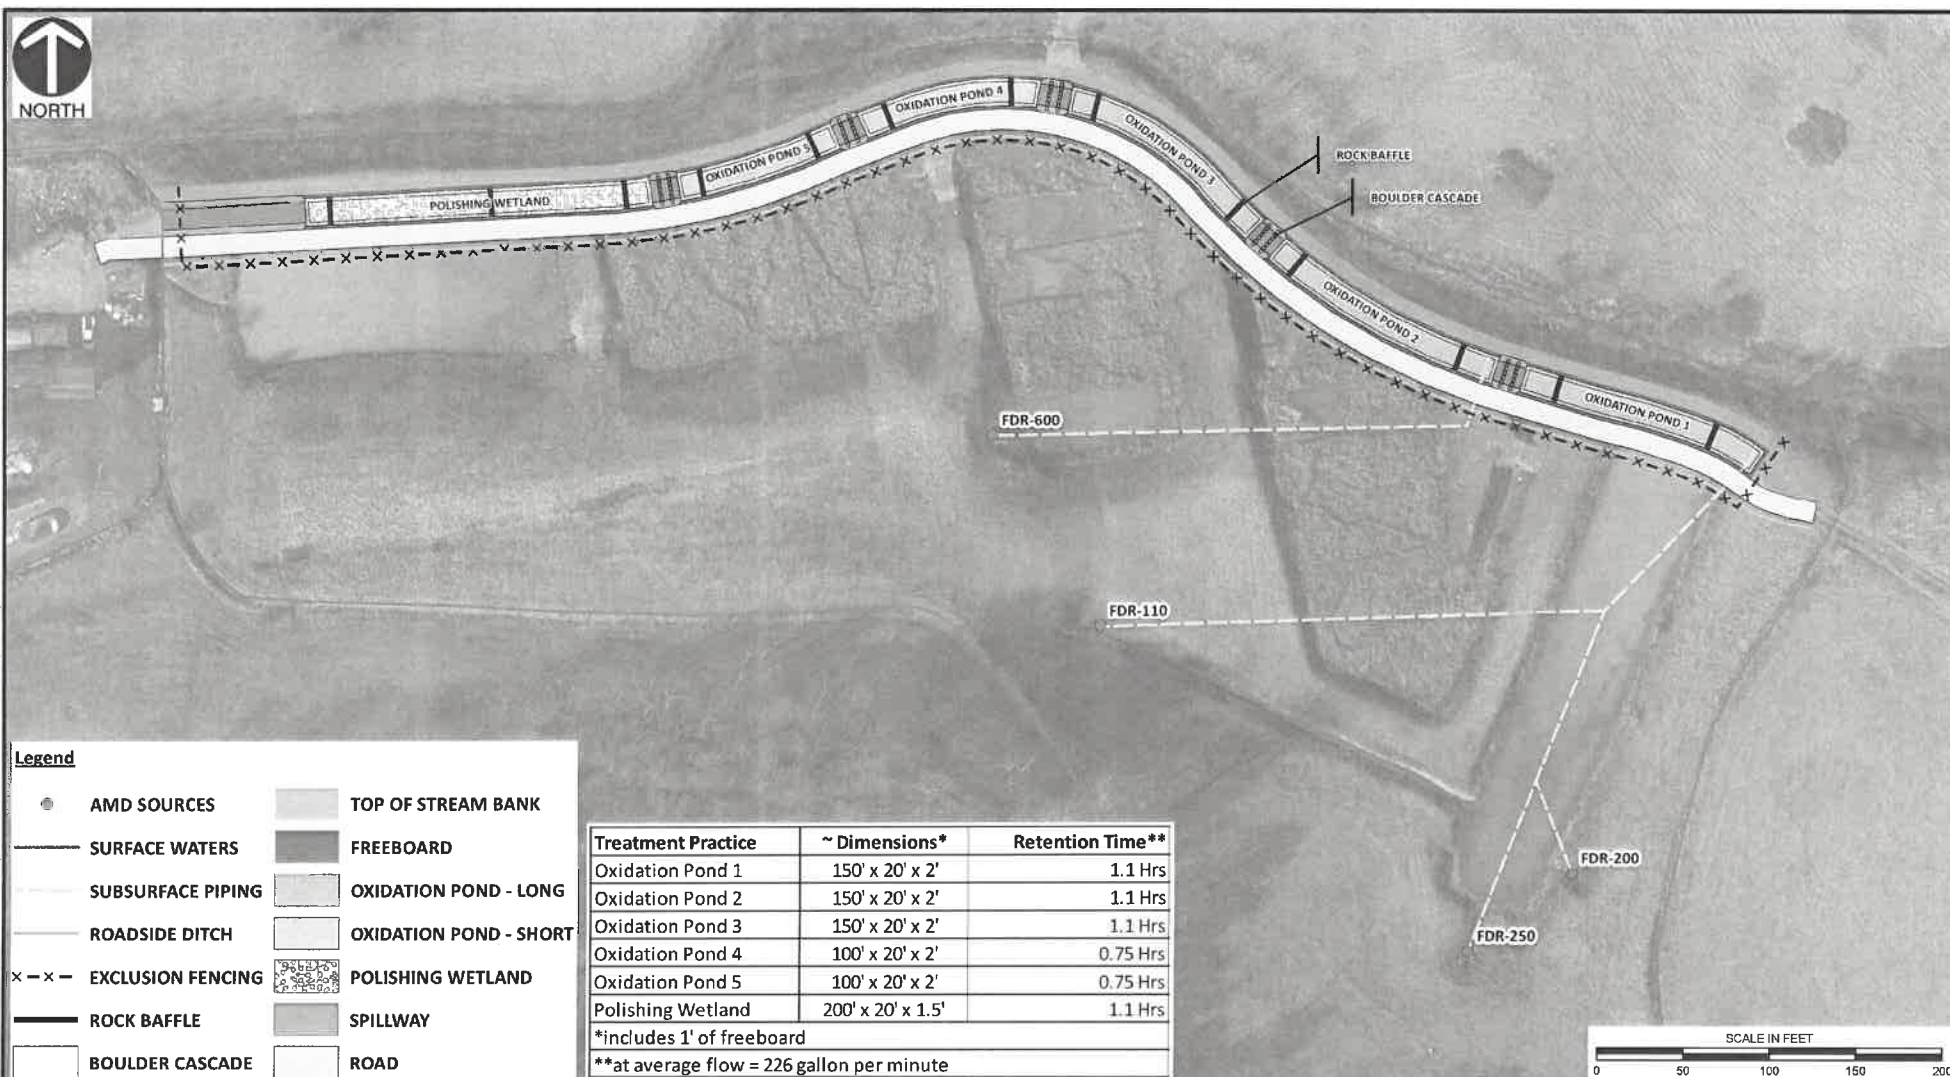 NORTH
OXIDATION POND 4
OXIDATION POND 3
OXIDATION POND 5
ROCK BAFFLE
BOULDER CASCADE
POLISHING WETLAND
OXIDATION POND 2
OXIDATION POND 1
FDR-600
FDR-110
FDR-200
FDR-250
Legend
AMD SOURCES
SURFACE WATERS
SUBSURFACE PIPING
ROADSIDE DITCH
EXCLUSION FENCING
ROCK BAFFLE
BOULDER CASCADE
TOP OF STREAM BANK
FREEBOARD
OXIDATION POND - LONG
OXIDATION POND - SHORT
POLISHING WETLAND
SPILLWAY
ROAD
Treatment Practice ~ Dimensions* Retention Time**
Oxidation Pond 1 150' x 20' x 2' 1.1 Hrs
Oxidation Pond 2 150' x 20' x 2' 1.1 Hrs
Oxidation Pond 3 150' x 20' x 2' 1.1 Hrs
Oxidation Pond 4 100' x 20' x 2' 0.75 Hrs
Oxidation Pond 5 100' x 20' x 2' 0.75 Hrs
Polishing Wetland 200' x 20' x 1.5' 1.1 Hrs
*includes 1' of freeboard
**at average flow = 226 gallon per minute
SCALE IN FEET
0 50 100 150 200